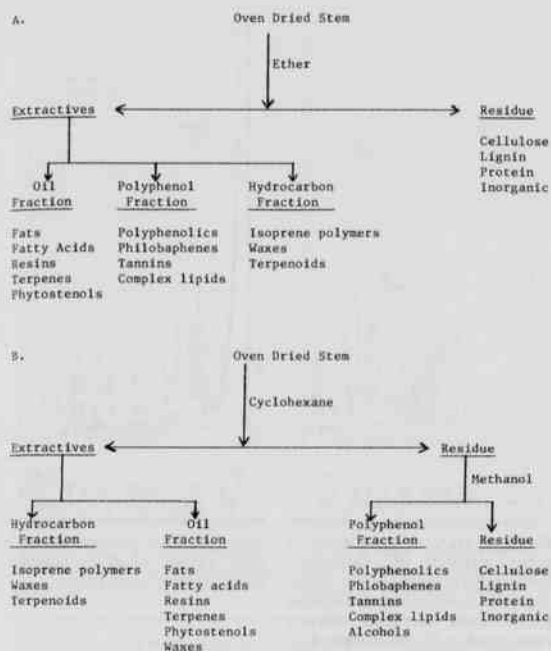 A.
Oven Dried Stem
Ether
Extractives
Residue
Cellulose
Lignin
Protein
Inorganic
Oil
Fraction
Fats
Fatty Acids
Resins
Terpenes
Phytostenols
Polyphenol
Fraction
Polyphenolics
Philobaphenes
Tannins
Complex lipids
Hydrocarbon
Fraction
Isoprene polymers
Waxes
Terpenoids
B.
Oven Dried Stem
Cyclohexane
Extractives
Residue
Methanol
Hydrocarbon
Fraction
Isoprene polymers
Waxes
Terpenoids
Oil
Fraction
Fats
Fatty acids
Resins
Terpenes
Phytostenols
Waxes
Polyphenol
Fraction
Polyphenolics
Phlobaphenes
Tannins
Complex lipids
Alcohols
Residue
Cellulose
Lignin
Protein
Inorganic